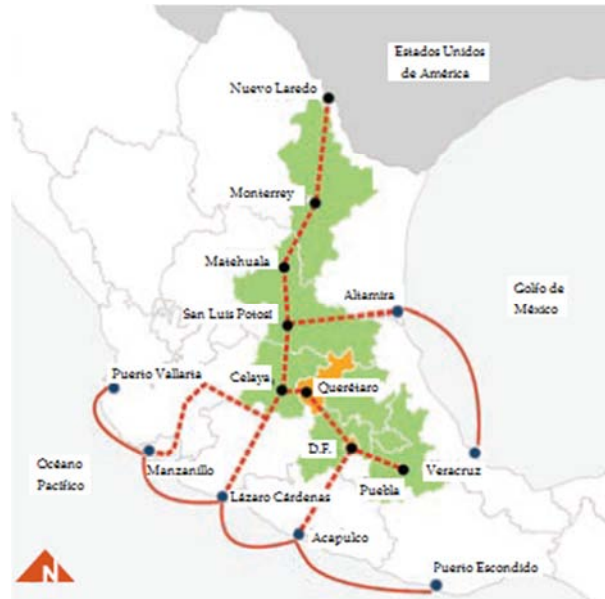 Estados Unidos
de América
Nuevo Laredo
Monterrey
Matehuala
Altamira
Golfo de
México
San Luis Potosí
Puerto Vallarta
Celaya
Querétaro
D.F.
Veracruz
Océano
Pacífico
Manzanillo
Puebla
Lázaro Cárdenas
Acapulco
Puerto Escondido
N